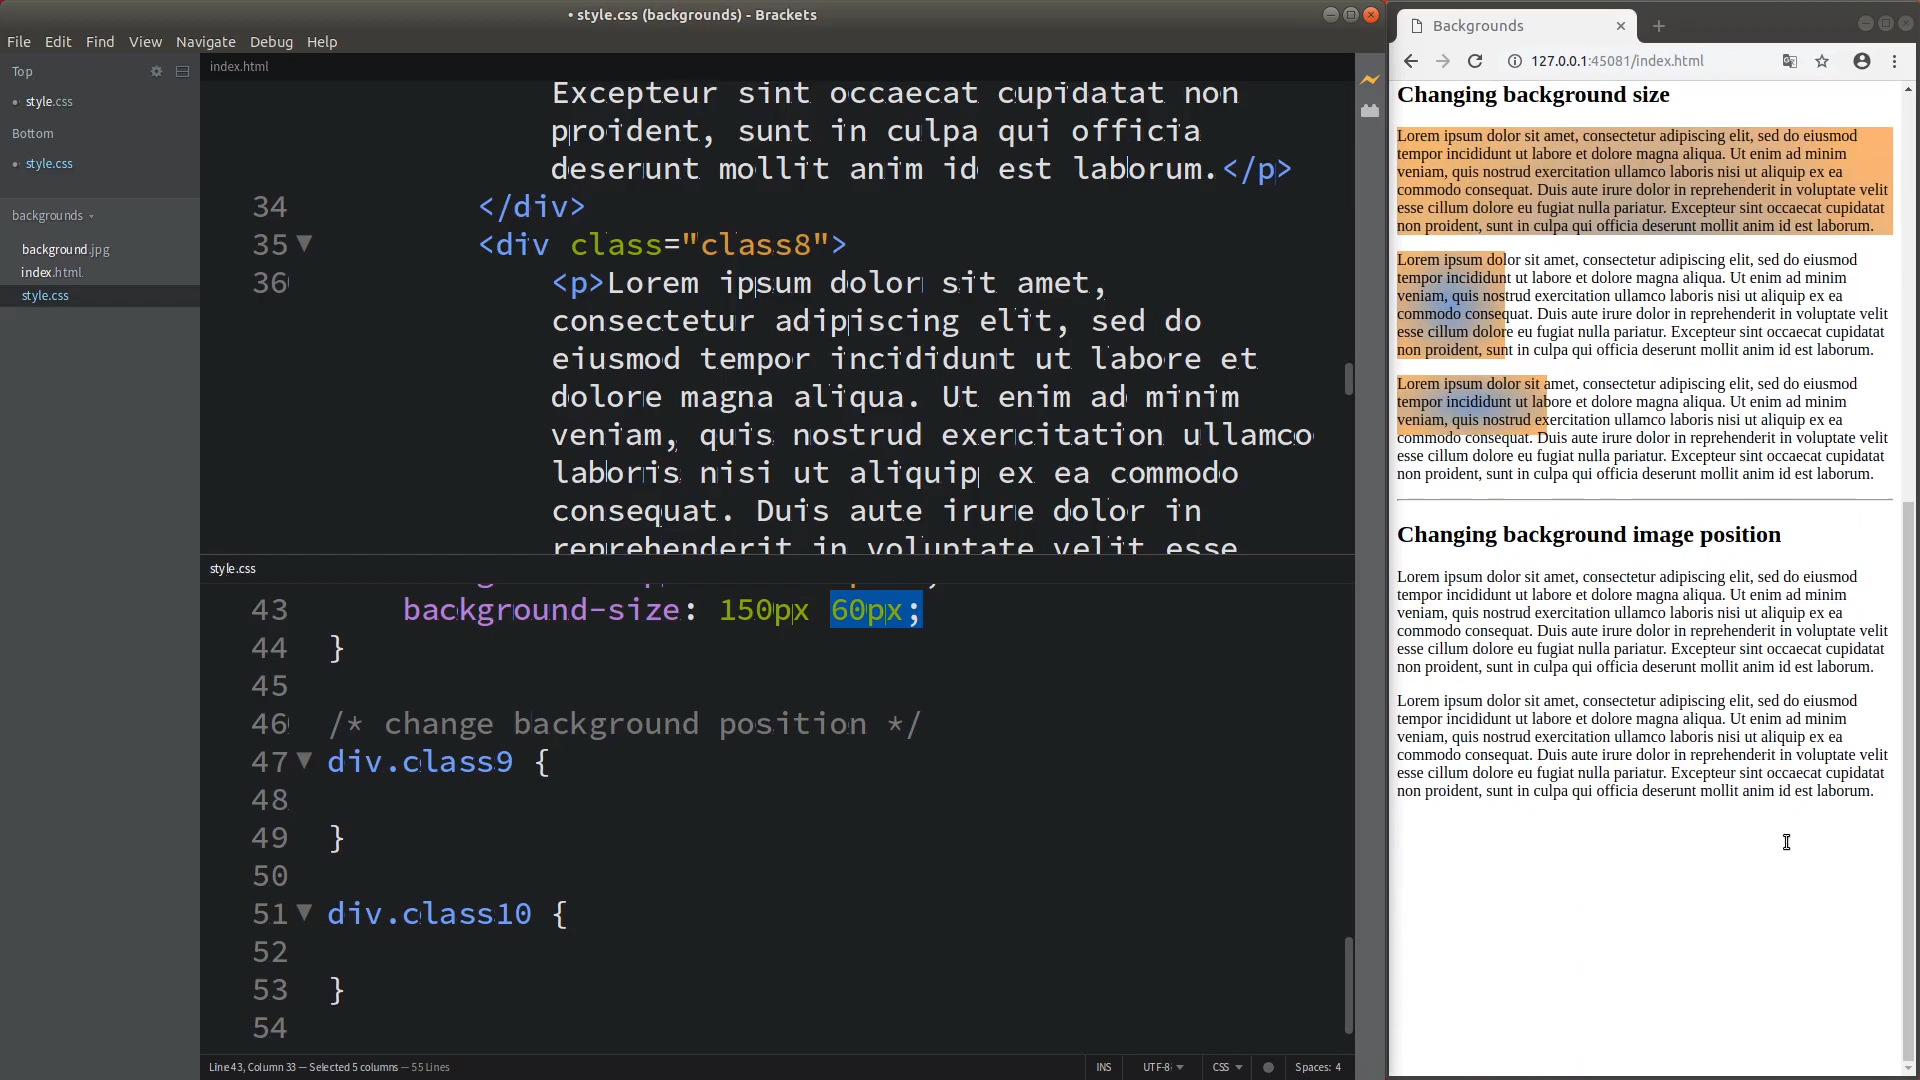 • style.css (backgrounds) - Brackets
File Edit Find View Navigate Debug Help
Top
• style.css
Bottom
• style.css
backgrounds
background.jpg
index.html
style.css
index.html
Excepteur sint occaecat cupidatat non
proident, sunt in culpa qui officia
deserunt mollit anim id est laborum.</p>
34 </div>
35 <div class="class8">
36 <p>Lorem ipsum dolor sit amet,
consectetur adipiscing elit, sed do
eiusmod tempor incididunt ut labore et
dolore magna aliqua. Ut enim ad minim
veniam, quis nostrud exercitation ullamco
laboris nisi ut aliquip ex ea commodo
consequat. Duis aute irure dolor in
reprehenderit in voluptate velit esse
style.css
43 background-size: 150px 60px;
44 }
45
46 /* change background position */
47 div.class9 {
48
49 }
50
51 div.class10 {
52
53 }
54
Line 43, Column 33 — Selected 5 columns — 55 Lines
INS UTF-8 CSS Spaces: 4
Backgrounds
127.0.0.1:45081/index.html
Changing background size
Lorem ipsum dolor sit amet, consectetur adipiscing elit, sed do eiusmod
tempor incididunt ut labore et dolore magna aliqua. Ut enim ad minim
veniam, quis nostrud exercitation ullamco laboris nisi ut aliquip ex ea
commodo consequat. Duis aute irure dolor in reprehenderit in voluptate velit
esse cillum dolore eu fugiat nulla pariatur. Excepteur sint occaecat cupidatat
non proident, sunt in culpa qui officia deserunt mollit anim id est laborum.
Lorem ipsum dolor sit amet, consectetur adipiscing elit, sed do eiusmod
tempor incididunt ut labore et dolore magna aliqua. Ut enim ad minim
veniam, quis nostrud exercitation ullamco laboris nisi ut aliquip ex ea
commodo consequat. Duis aute irure dolor in reprehenderit in voluptate velit
esse cillum dolore eu fugiat nulla pariatur. Excepteur sint occaecat cupidatat
non proident, sunt in culpa qui officia deserunt mollit anim id est laborum.
Lorem ipsum dolor sit amet, consectetur adipiscing elit, sed do eiusmod
tempor incididunt ut labore et dolore magna aliqua. Ut enim ad minim
veniam, quis nostrud exercitation ullamco laboris nisi ut aliquip ex ea
commodo consequat. Duis aute irure dolor in reprehenderit in voluptate velit
esse cillum dolore eu fugiat nulla pariatur. Excepteur sint occaecat cupidatat
non proident, sunt in culpa qui officia deserunt mollit anim id est laborum.
Changing background image position
Lorem ipsum dolor sit amet, consectetur adipiscing elit, sed do eiusmod
tempor incididunt ut labore et dolore magna aliqua. Ut enim ad minim
veniam, quis nostrud exercitation ullamco laboris nisi ut aliquip ex ea
commodo consequat. Duis aute irure dolor in reprehenderit in voluptate velit
esse cillum dolore eu fugiat nulla pariatur. Excepteur sint occaecat cupidatat
non proident, sunt in culpa qui officia deserunt mollit anim id est laborum.
Lorem ipsum dolor sit amet, consectetur adipiscing elit, sed do eiusmod
tempor incididunt ut labore et dolore magna aliqua. Ut enim ad minim
veniam, quis nostrud exercitation ullamco laboris nisi ut aliquip ex ea
commodo consequat. Duis aute irure dolor in reprehenderit in voluptate velit
esse cillum dolore eu fugiat nulla pariatur. Excepteur sint occaecat cupidatat
non proident, sunt in culpa qui officia deserunt mollit anim id est laborum.